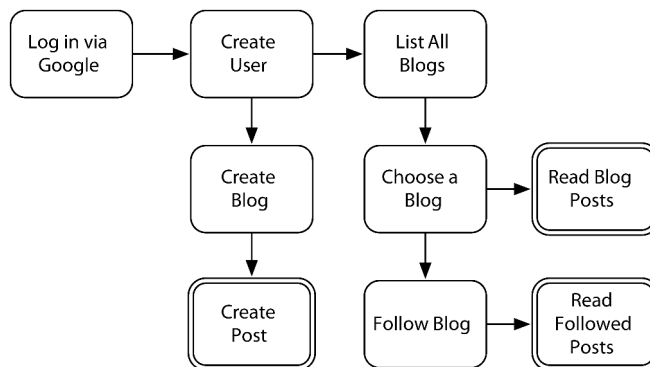 Log in via
Google
Create
User
List All
Blogs
Create
Blog
Choose a
Blog
Read Blog
Posts
Create
Post
Follow Blog
Read
Followed
Posts